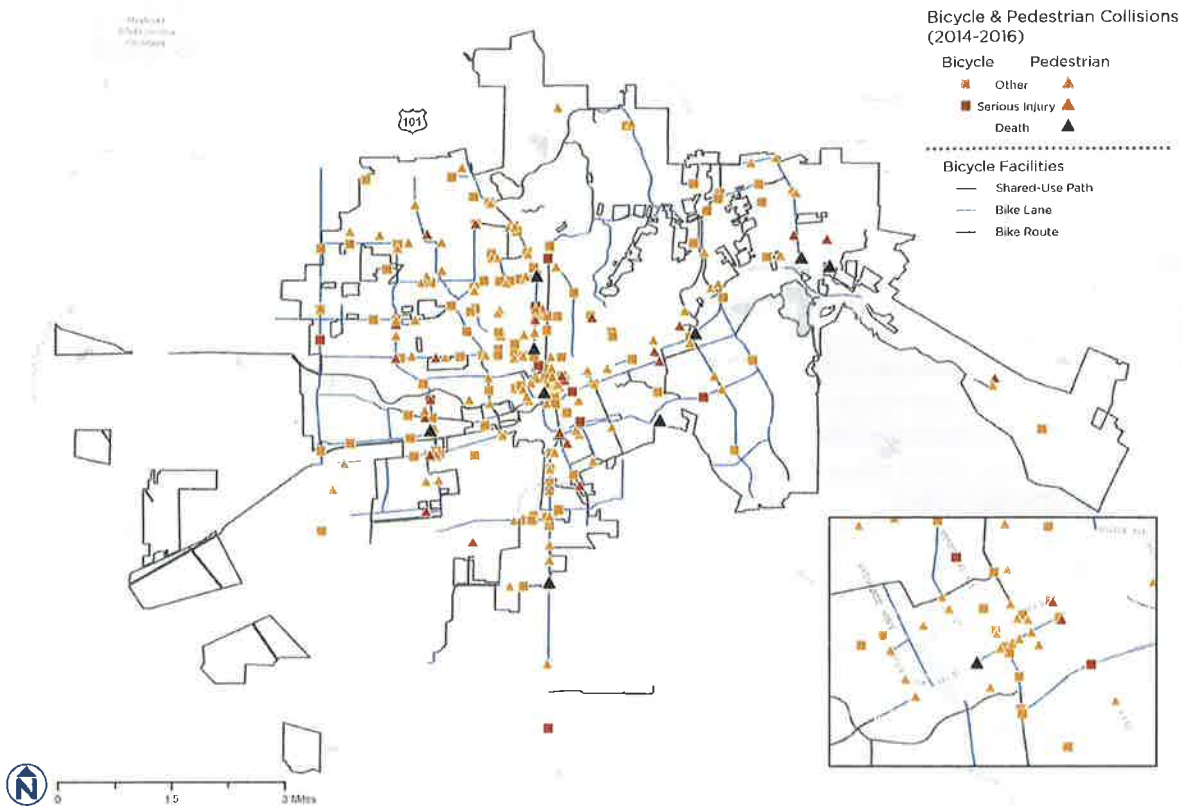 Bicycle & Pedestrian Collisions
(2014-2016)
Bicycle Pedestrian
Other
Serious Injury
Death
Bicycle Facilities
Shared-Use Path
Bike Lane
Bike Route
101
N
0 1.5 3 Miles